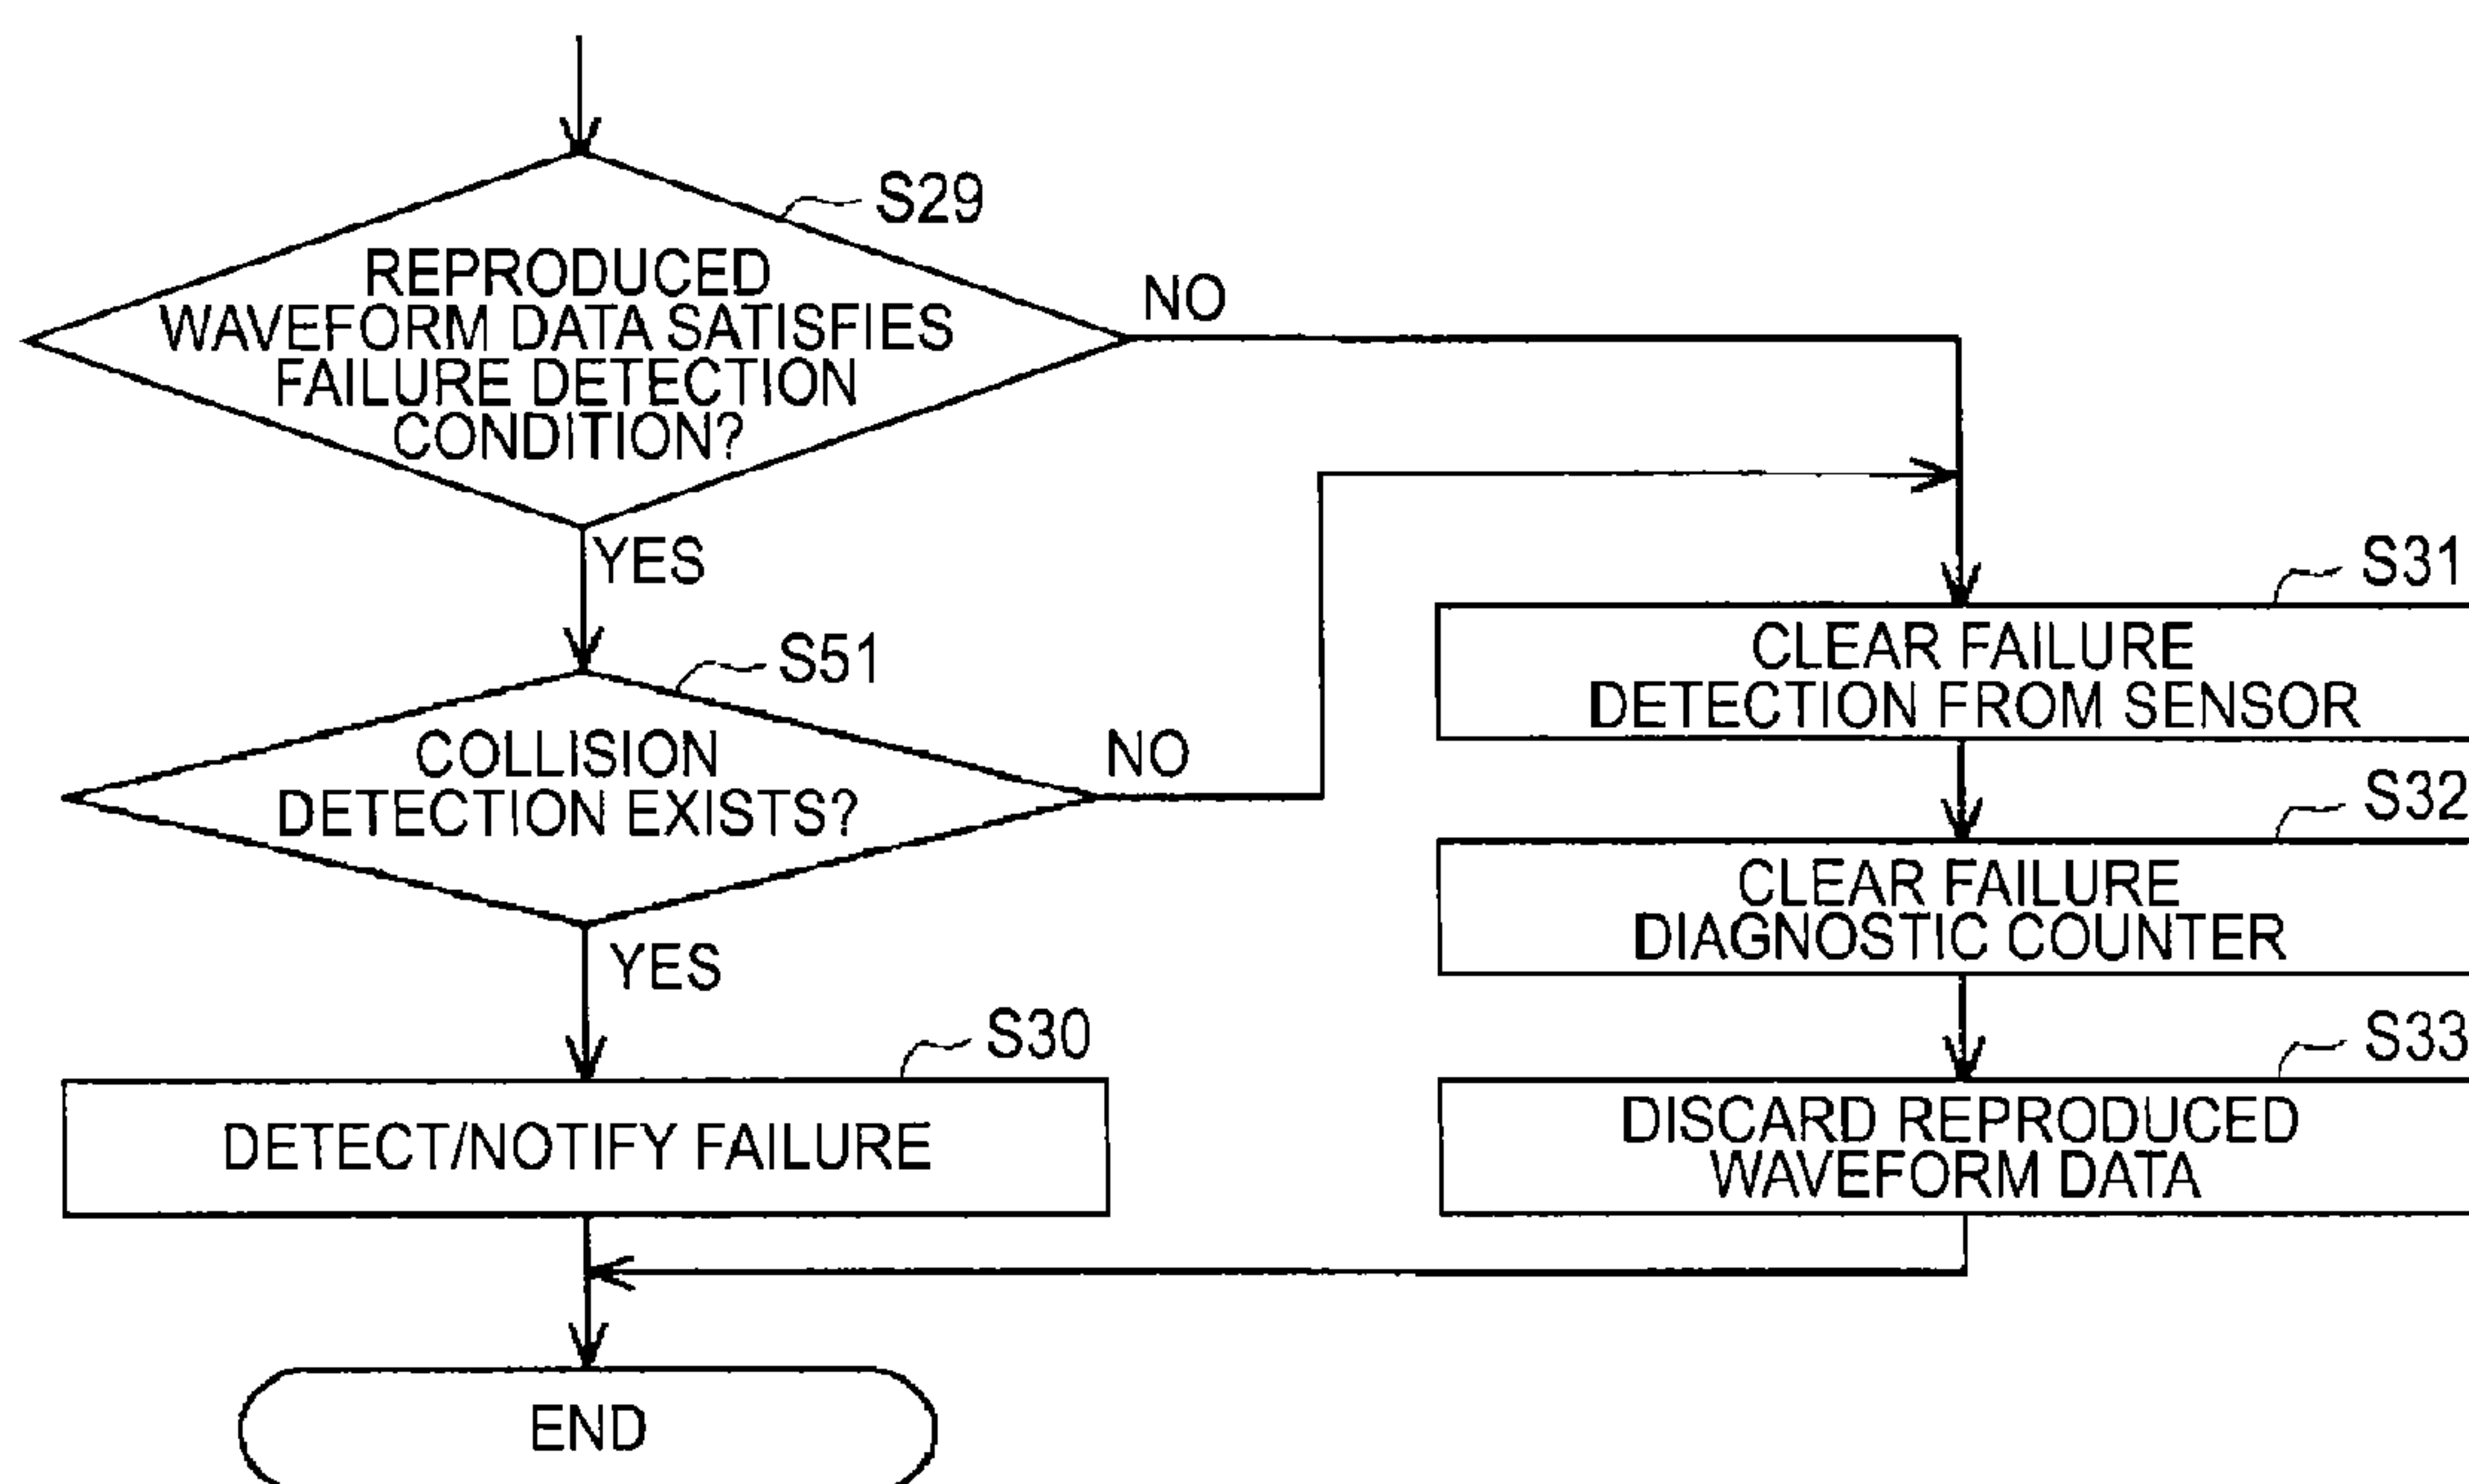 S29
REPRODUCED
WAVEFORM DATA SATISFIES
FAILURE DETECTION
CONDITION?
NO
YES
S51
COLLISION
DETECTION EXISTS?
NO
YES
S30
DETECT/NOTIFY FAILURE
S31
CLEAR FAILURE
DETECTION FROM SENSOR
S32
CLEAR FAILURE
DIAGNOSTIC COUNTER
S33
DISCARD REPRODUCED
WAVEFORM DATA
END